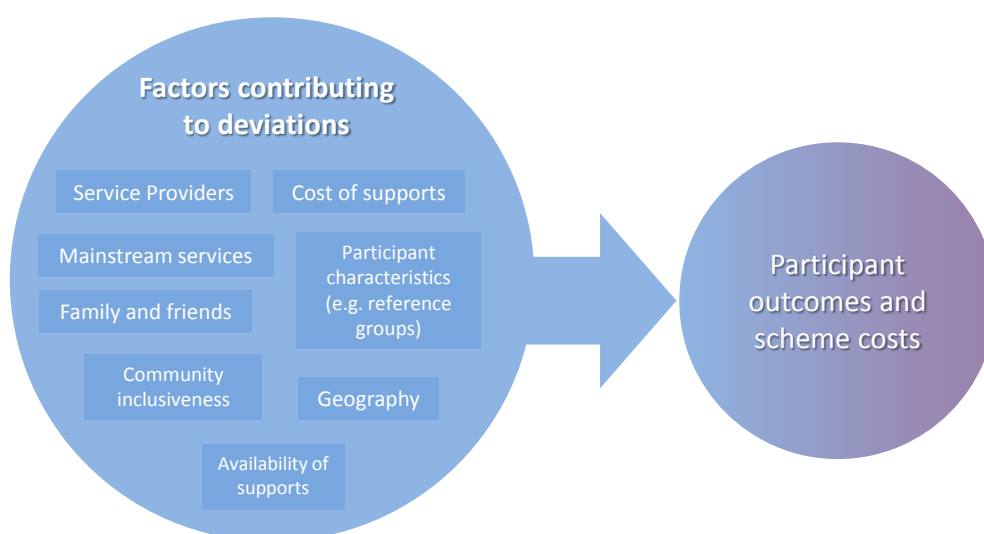 Factors contributing
to deviations
Service Providers
Cost of supports
Mainstream services
Participant
characteristics
(e.g. reference
groups)
Family and friends
Community
inclusiveness
Geography
Availability of
supports
Participant
outcomes and
scheme costs